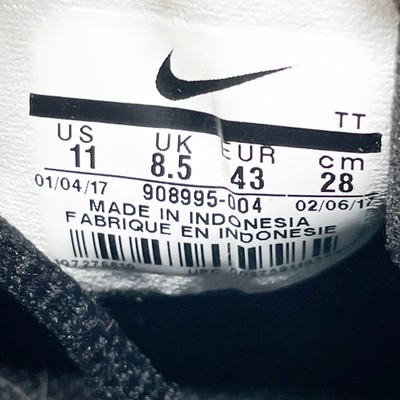 TT
US UK EUR cm
11 8.5 43 28
01/04/17 908995-004 02/06/17
MADE IN INDONESIA
FABRIQUE EN INDONESIE